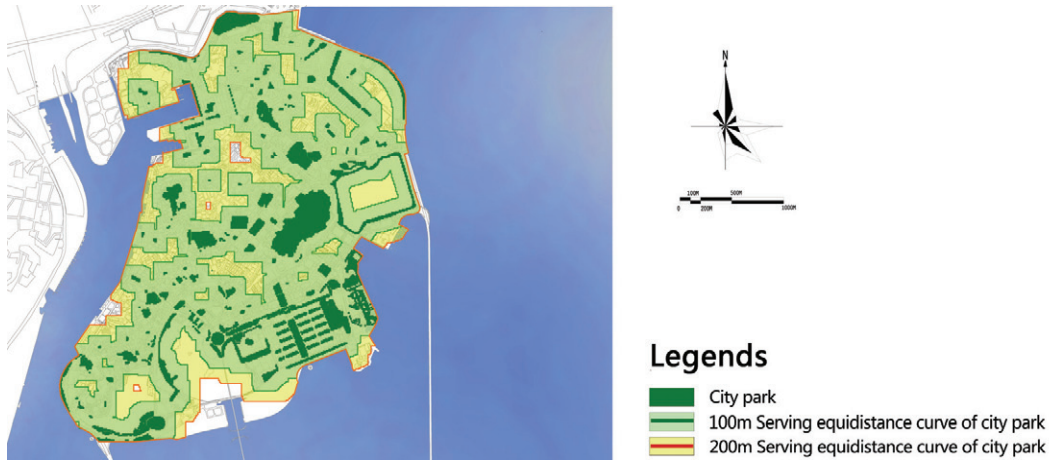 N
100M 500M
0 200M 1000M
Legends
City park
100m Serving equidistance curve of city park
200m Serving equidistance curve of city park